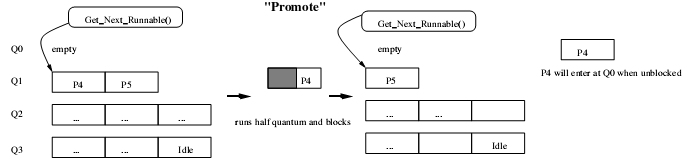 "Promote"
Get_Next_Runnable()
Get_Next_Runnable()
Q0
empty
empty
P4
P4 will enter at Q0 when unblocked
Q1
P4
P5
P4
P5
Q2
...
...
...
...
...
runs half quantum and blocks
Q3
...
...
Idle
...
Idle